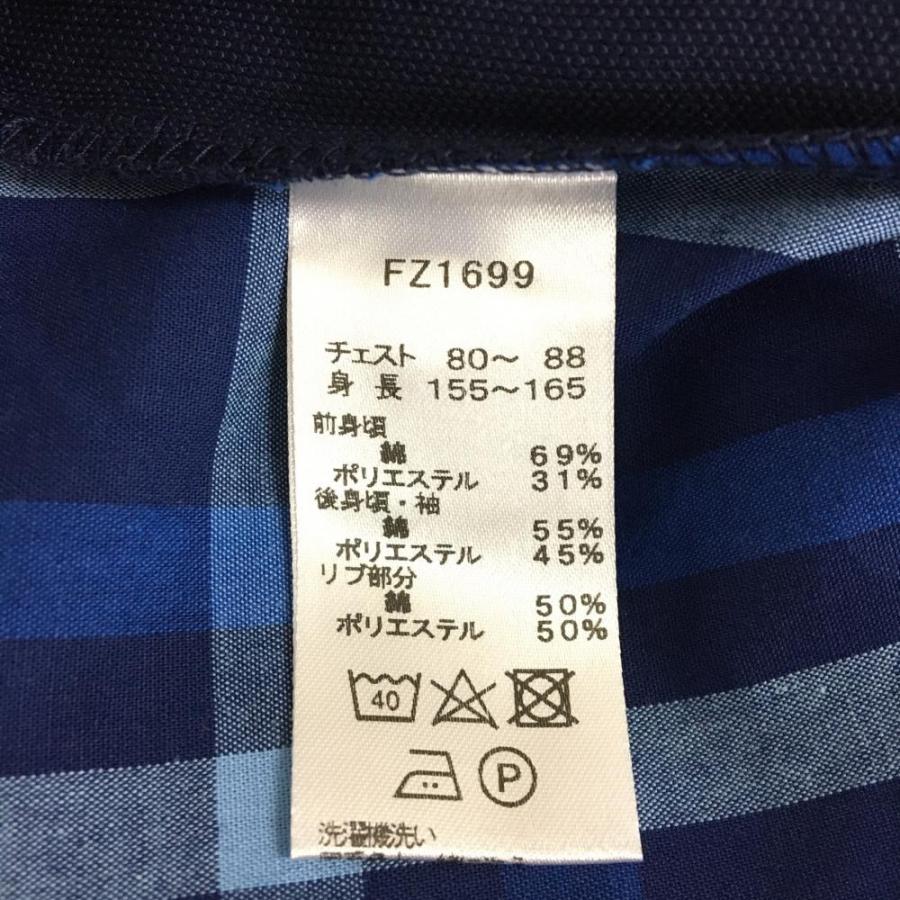 FZ1699
チェスト 80～ 88
身 長 155～165
前身頃
綿 69%
ポリエステル 31%
後身頃・袖
綿 55%
ポリエステル 45%
リブ部分
綿 50%
ポリエステル 50%
40
P
洗濯機洗い